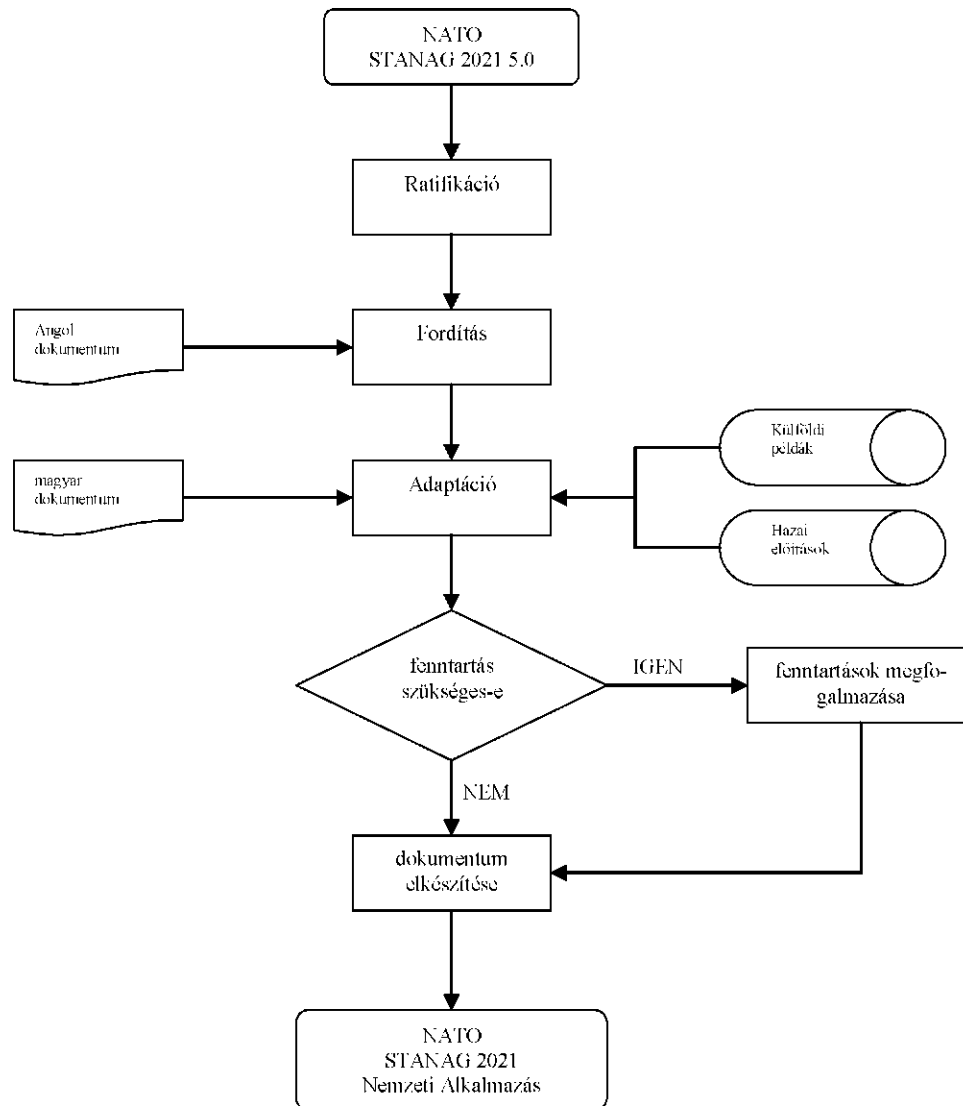 NATO
STANAG 2021 5.0
Ratifikáció
Angol
dokumentum
Fordítás
Külföldi
példák
magyar
dokumentum
Adaptáció
Hazai
előírások
fenntartás
szükséges-e
IGEN
fenntartások megfo-
galmazása
NEM
dokumentum
elkészítése
NATO
STANAG 2021
Nemzeti Alkalmazás